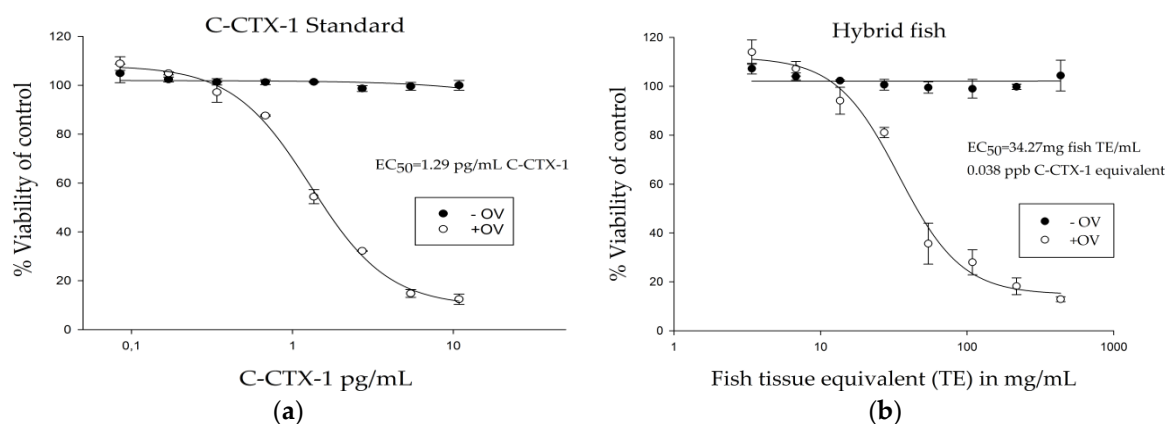 C-CTX-1 Standard
% Viability of control
120
100
80
60
40
20
0
EC50=1.29 pg/mL C-CTX-1
- OV
+OV
0,1
1
10
C-CTX-1 pg/mL
(a)
Hybrid fish
% Viability of control
120
100
80
60
40
20
0
EC50=34.27mg fish TE/mL
0.038 ppb C-CTX-1 equivalent
- OV
+OV
1
10
100
1000
Fish tissue equivalent (TE) in mg/mL
(b)